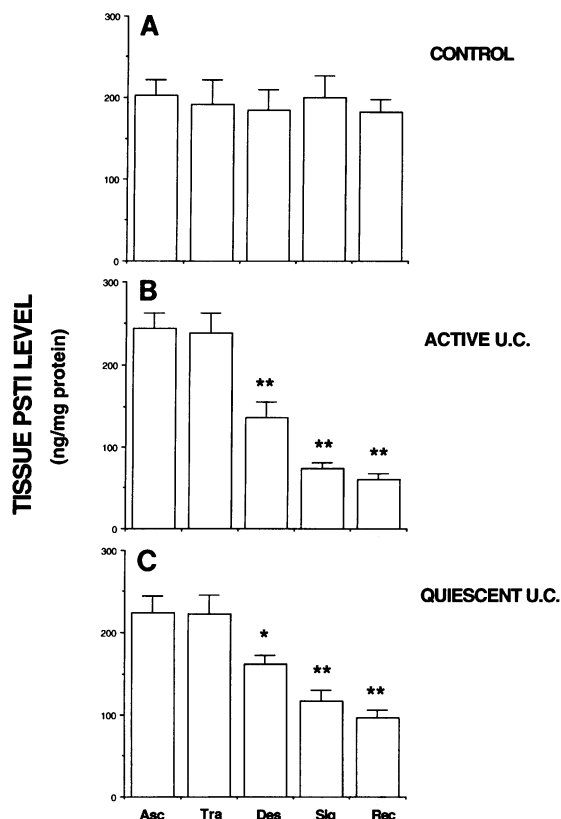 A
CONTROL
300
200
100
0
B
ACTIVE U.C.
300
200
100
0
**
**
**
TISSUE PSTI LEVEL
(ng/mg protein)
C
QUIESCENT U.C.
300
200
100
0
*
**
**
Asc Tra Des Sig Rec